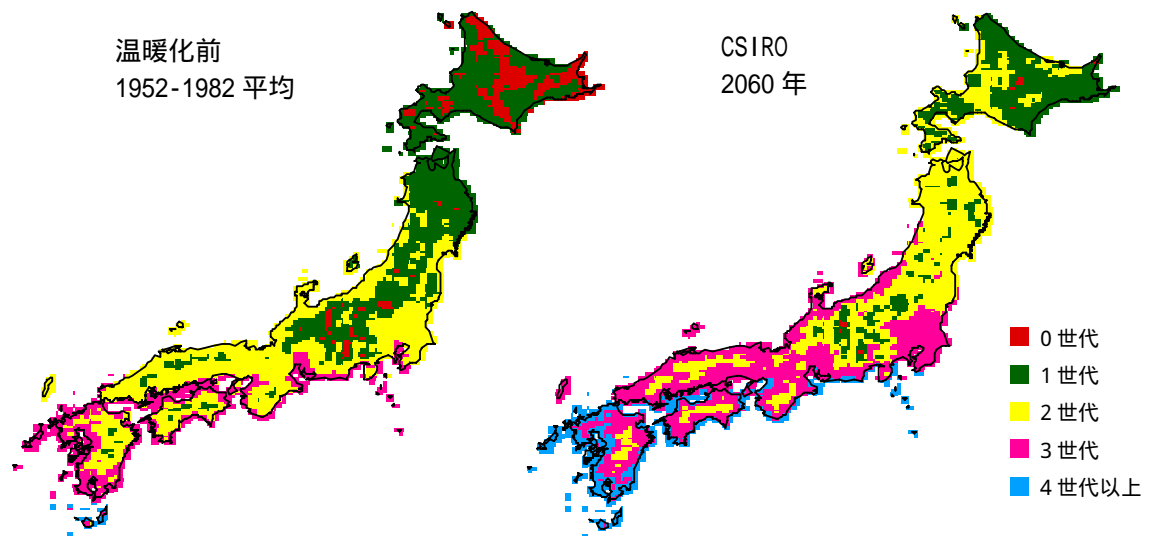 温暖化前
1952-1982 平均
CSIRO
2060 年
0 世代
1 世代
2 世代
3 世代
4 世代以上